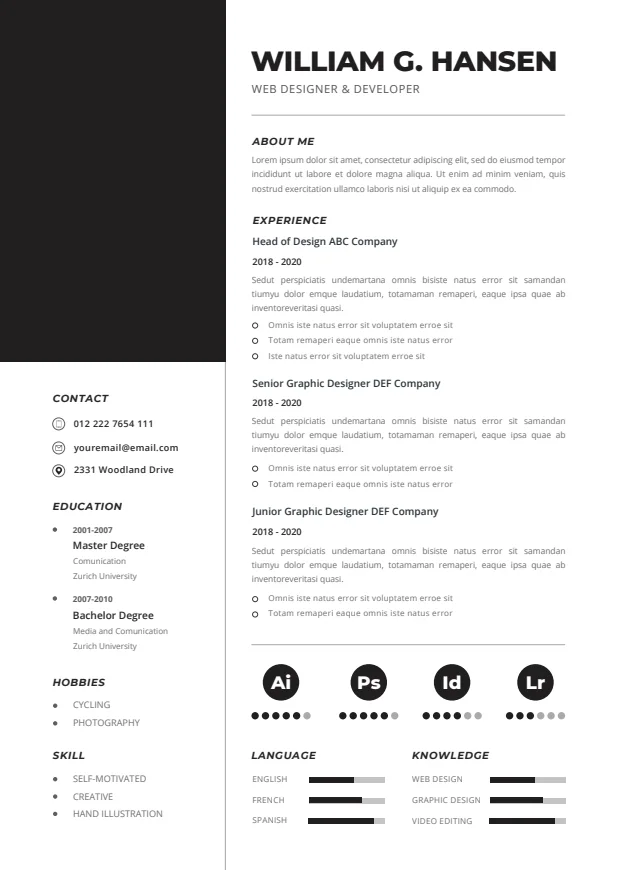 WILLIAM G. HANSEN
WEB DESIGNER & DEVELOPER
ABOUT ME
Lorem ipsum dolor sit amet, consectetur adipiscing elit, sed do eiusmod tempor
incididunt ut labore et dolore magna aliqua. Ut enim ad minim veniam, quis
nostrud exercitation ullamco laboris nisi ut aliquip ex ea commodo.
EXPERIENCE
Head of Design ABC Company
2018 - 2020
Sedut perspiciatis undemartana omnis bisiste natus error sit samandan
tiumyu dolor emque laudatium, totamaman remaperi, eaque ipsa quae ab
inventoreveritasi quasi.
Omnis iste natus error sit voluptatem erroe sit
Totam remaperi eaque omnis iste natus error
Iste natus error sit voluptatem erroe sit
Senior Graphic Designer DEF Company
2018 - 2020
Sedut perspiciatis undemartana omnis bisiste natus error sit samandan
tiumyu dolor emque laudatium, totamaman remaperi, eaque ipsa quae ab
inventoreveritasi quasi.
Omnis iste natus error sit voluptatem erroe sit
Totam remaperi eaque omnis iste natus error
Junior Graphic Designer DEF Company
2018 - 2020
Sedut perspiciatis undemartana omnis bisiste natus error sit samandan
tiumyu dolor emque laudatium, totamaman remaperi, eaque ipsa quae ab
inventoreveritasi quasi.
Omnis iste natus error sit voluptatem erroe sit
Totam remaperi eaque omnis iste natus error
Ai Ps Id Lr
LANGUAGE
ENGLISH
FRENCH
SPANISH
KNOWLEDGE
WEB DESIGN
GRAPHIC DESIGN
VIDEO EDITING
CONTACT
012 222 7654 111
youremail@email.com
2331 Woodland Drive
EDUCATION
2001-2007
Master Degree
Comunication
Zurich University
2007-2010
Bachelor Degree
Media and Comunication
Zurich University
HOBBIES
CYCLING
PHOTOGRAPHY
SKILL
SELF-MOTIVATED
CREATIVE
HAND ILLUSTRATION